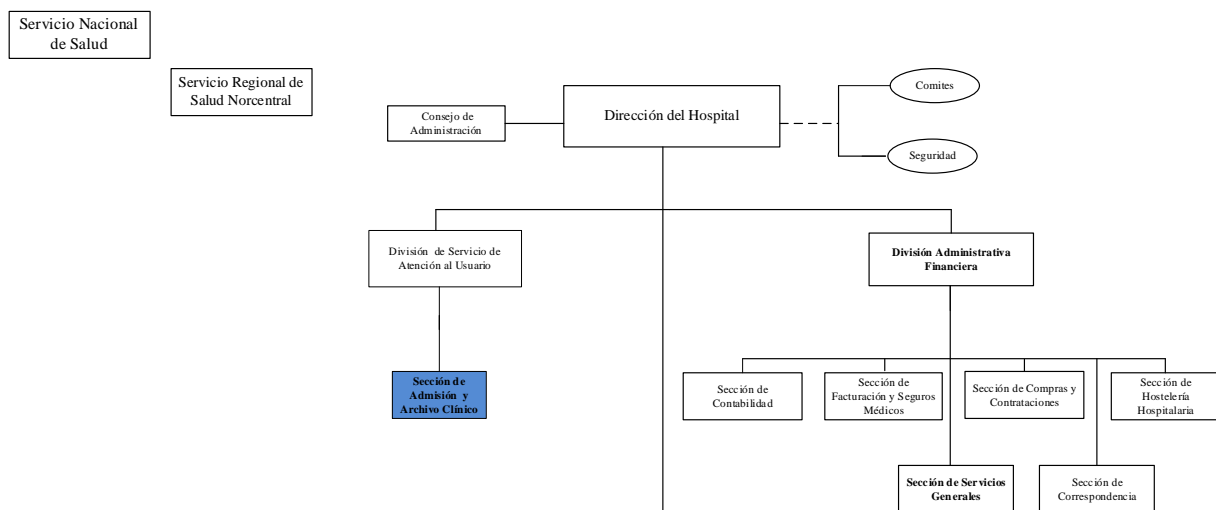 Servicio Nacional
de Salud
Servicio Regional de
Salud Norcentral
Consejo de
Administración
Dirección del Hospital
Comites
Seguridad
División de Servicio de
Atención al Usuario
División Administrativa
Financiera
Sección de
Admisión y
Archivo Clínico
Sección de
Contabilidad
Sección de
Facturación y Seguros
Médicos
Sección de Compras y
Contrataciones
Sección de
Hostelería
Hospitalaria
Sección de Servicios
Generales
Sección de
Correspondencia